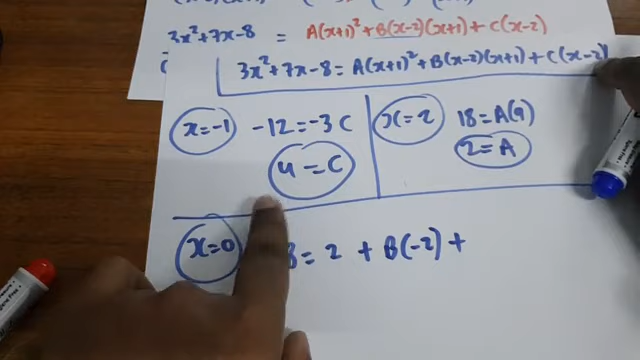 3x²+7x-8 = A(x+1)²+B(x-2)(x+1)+C(x-2)
3x²+7x-8=A(x+1)²+B(x-2)(x+1)+C(x-2)
x=-1 -12=-3C
4=C
x=2 18=A(9)
2=A
x=0 8=2+B(-2)+